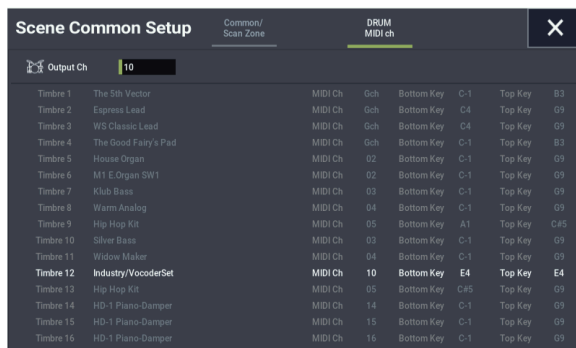 Scene Common Setup
Common/
Scan Zone
DRUM
MIDI ch
Output Ch 10
Timbre 1 The 5th Vector MIDI Ch Gch Bottom Key C-1 Top Key B3
Timbre 2 Espress Lead MIDI Ch Gch Bottom Key C4 Top Key G9
Timbre 3 WS Classic Lead MIDI Ch Gch Bottom Key C4 Top Key G9
Timbre 4 The Good Fairy's Pad MIDI Ch Gch Bottom Key C-1 Top Key B3
Timbre 5 House Organ MIDI Ch 02 Bottom Key C-1 Top Key G9
Timbre 6 M1 E.Organ SW1 MIDI Ch 02 Bottom Key C-1 Top Key G9
Timbre 7 Klub Bass MIDI Ch 03 Bottom Key C-1 Top Key G9
Timbre 8 Warm Analog MIDI Ch 04 Bottom Key C-1 Top Key G9
Timbre 9 Hip Hop Kit MIDI Ch 05 Bottom Key A1 Top Key C#5
Timbre 10 Silver Bass MIDI Ch 03 Bottom Key C-1 Top Key G9
Timbre 11 Widow Maker MIDI Ch 04 Bottom Key C-1 Top Key G9
Timbre 12 Industry/VocoderSet MIDI Ch 10 Bottom Key E4 Top Key E4
Timbre 13 Hip Hop Kit MIDI Ch 05 Bottom Key C#5 Top Key G9
Timbre 14 HD-1 Piano-Damper MIDI Ch 14 Bottom Key C-1 Top Key G9
Timbre 15 HD-1 Piano-Damper MIDI Ch 15 Bottom Key C-1 Top Key G9
Timbre 16 HD-1 Piano-Damper MIDI Ch 16 Bottom Key C-1 Top Key G9